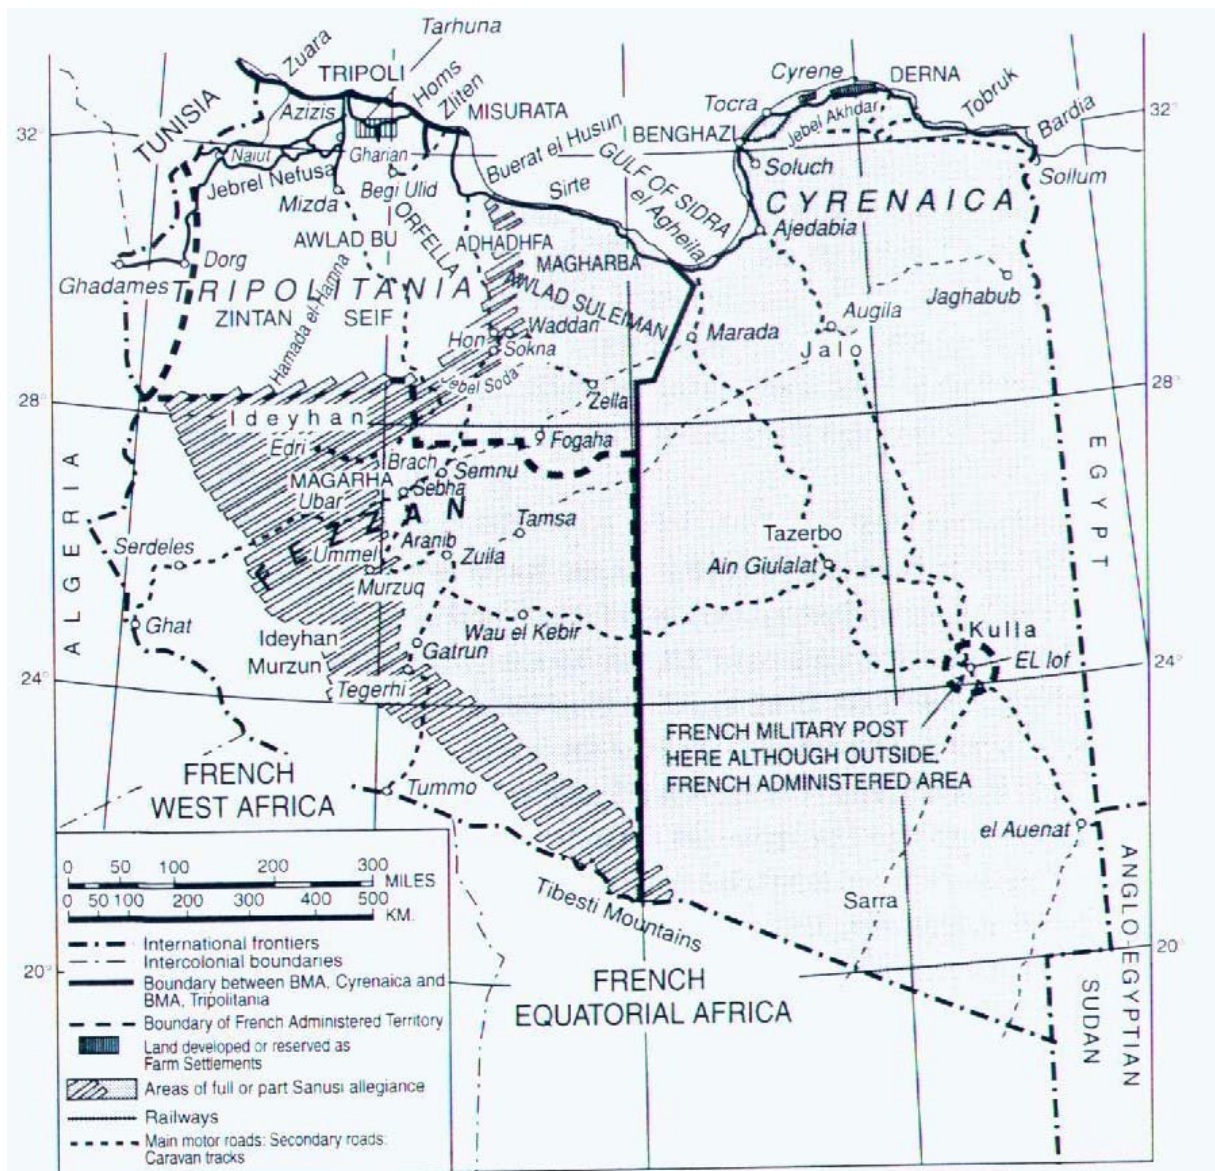 Tarhuna
Zuara
TRIPOLI
Homs
Zliten
Cyrene
DERNA
Azizis
MISURATA
Tocra
Tobruk
Bardia
32°
32°
TUNISIA
Jebel Akhdar
BENGHAZI
Naiut
Gharian
Buerat el Husun
Soluch
Sollum
Jebrel Nefusa
Begi Ulid
Sirte
GULF OF SIDRA
CYRENAICA
Mizda
ORFELLA
el Agheila
Ajedabia
AWLAD BU
ADHADHFA
Dorg
MAGHARBA
Ghadames
TRIPOLITANIA
AWLAD SULEIMAN
Jaghabub
ZINTAN
SEIF
Hamada el-Hamna
Waddan
Marada
Augila
Hon
Sokna
Jalo
Jebel Soda
28°
28°
Zella
Ideyhan
Edri
Fogaha
EGYPT
Brach
Semnu
ALGERIA
MAGARHA
Sebha
Ubar
FEZZAN
Tamsa
Serdeles
Aranib
Tazerbo
Ummel
Zuila
Ain Giulalat
Murzuq
Ghat
Wau el Kebir
Kulla
Ideyhan
Murzun
Gatrun
EL Iof
24°
24°
Tegerhi
FRENCH MILITARY POST
HERE ALTHOUGH OUTSIDE.
FRENCH ADMINISTERED AREA
FRENCH
WEST AFRICA
Tummo
el Auenat
ANGLO-EGYPTIAN
SUDAN
Tibesti Mountains
Sarra
20°
20°
FRENCH
EQUATORIAL AFRICA
0 50 100 200 300
MILES
0 50 100 200 300 400 500
KM.
International frontiers
Intercolonial boundaries
Boundary between BMA, Cyrenaica and
BMA, Tripolitania
Boundary of French Administered Territory
Land developed or reserved as
Farm Settlements
Areas of full or part Sanusi allegiance
Railways
Main motor roads: Secondary roads:
Caravan tracks